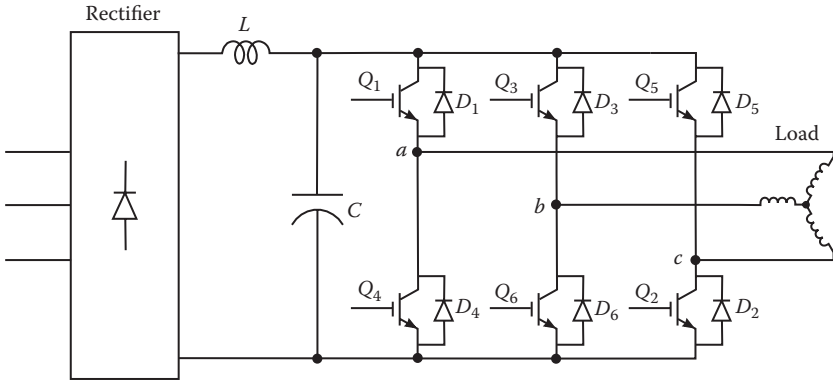 Rectifier
L
Q1 D1 Q3 D3 Q5 D5
Load
a
b
C
c
Q4 D4 Q6 D6 Q2 D2